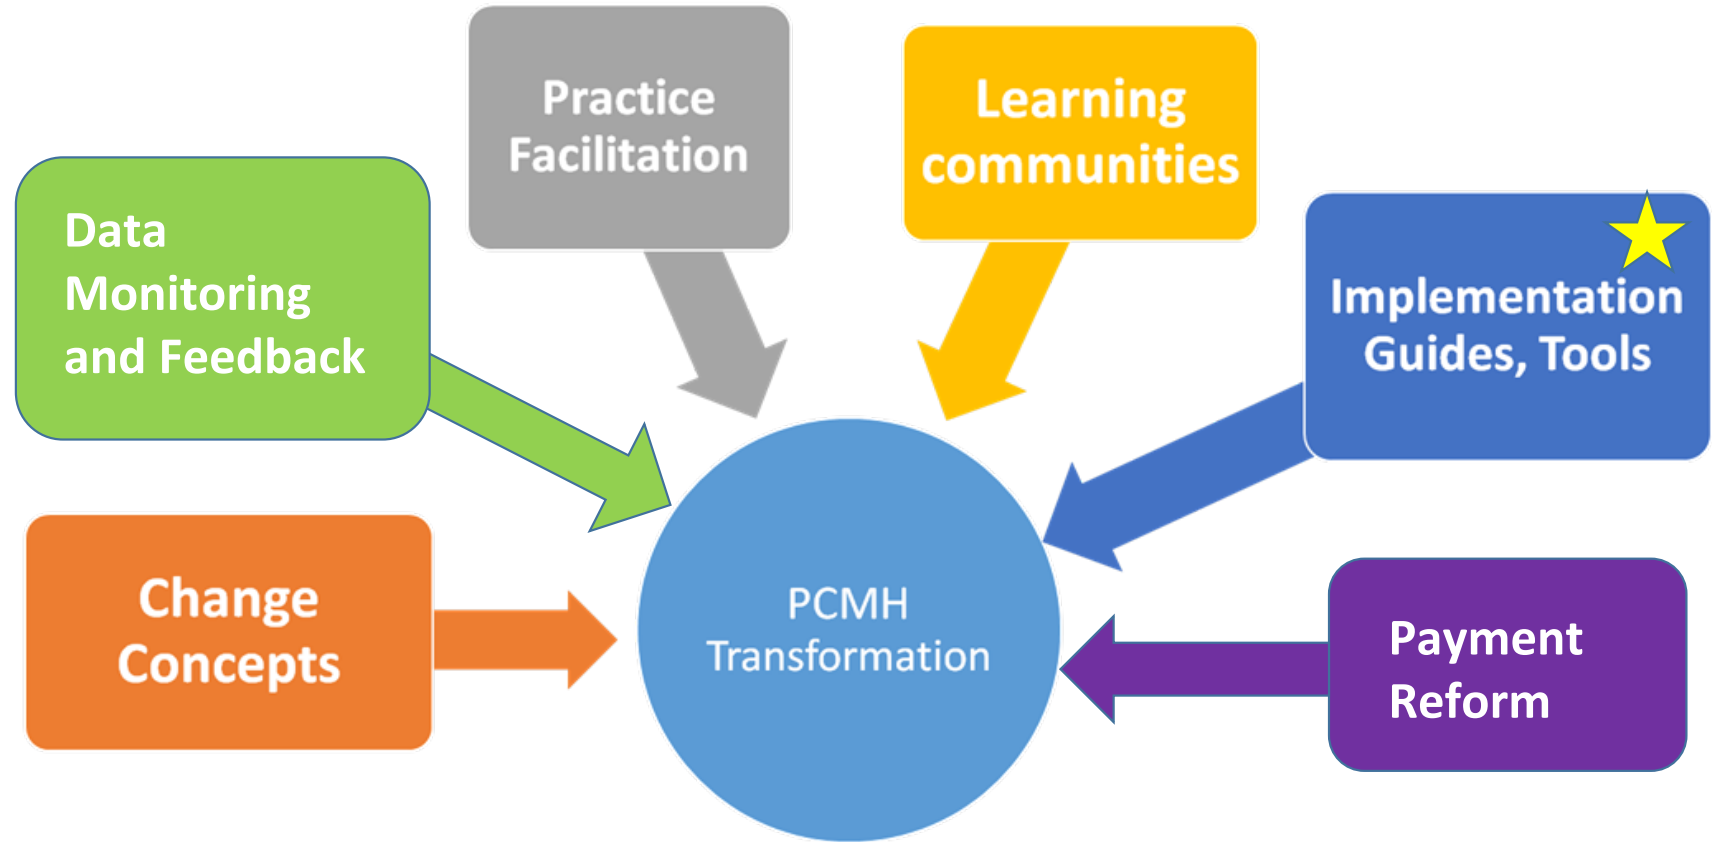 Practice
Facilitation
Learning
communities
Data
Monitoring
and Feedback
Implementation
Guides, Tools
Change
Concepts
PCMH
Transformation
Payment
Reform